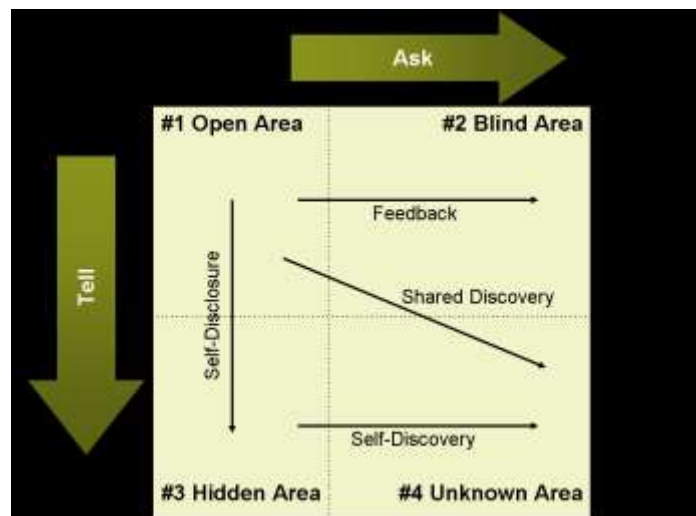 Ask
#1 Open Area
#2 Blind Area
Feedback
Tell
Self-Disclosure
Shared Discovery
Self-Discovery
#3 Hidden Area
#4 Unknown Area